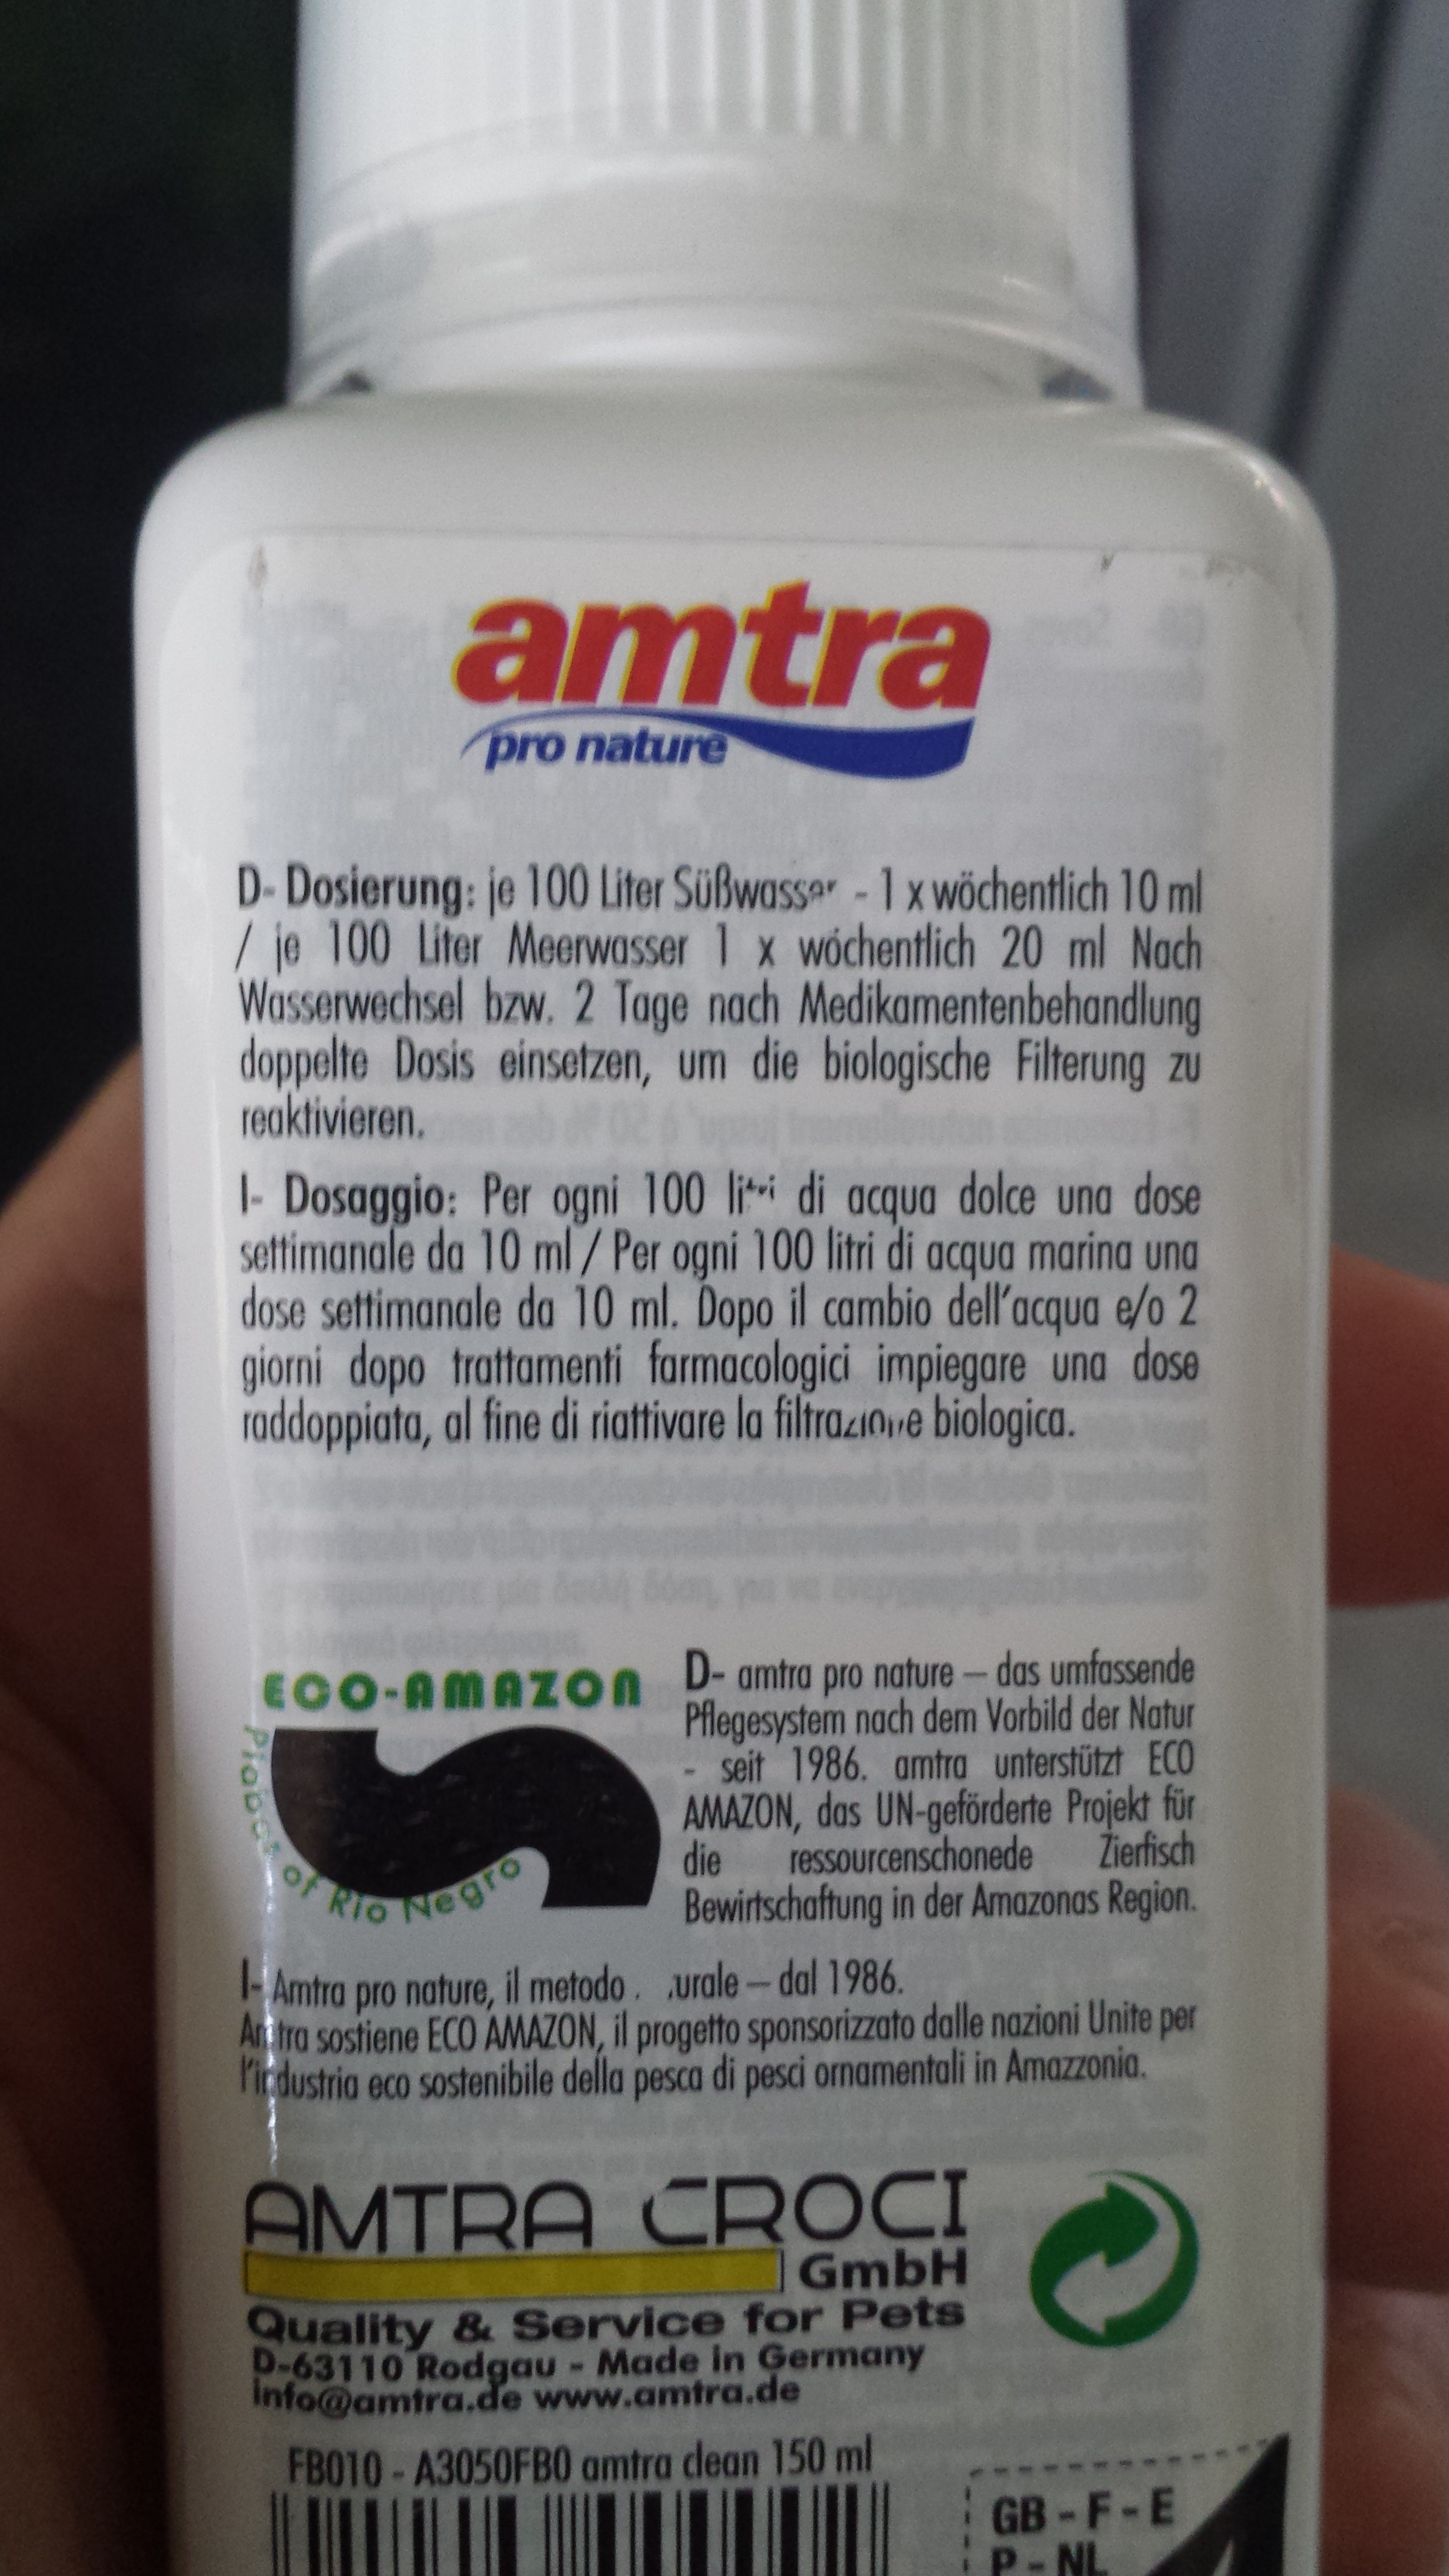 amtra
pro nature
D- Dosierung: je 100 Liter Süßwasser - 1 x wöchentlich 10 ml
/ je 100 Liter Meerwasser 1 x wöchentlich 20 ml Nach
Wasserwechsel bzw. 2 Tage nach Medikamentenbehandlung
doppelte Dosis einsetzen, um die biologische Filterung zu
reaktivieren.
I- Dosaggio: Per ogni 100 litri di acqua dolce una dose
settimanale da 10 ml / Per ogni 100 litri di acqua marina una
dose settimanale da 10 ml. Dopo il cambio dell'acqua e/o 2
giorni dopo trattamenti farmacologici impiegare una dose
raddoppiata, al fine di riattivare la filtrazione biologica.
ECO-AMAZON
of Rio Negro
D- amtra pro nature – das umfassende
Pflegesystem nach dem Vorbild der Natur
- seit 1986. amtra unterstützt ECO
AMAZON, das UN-geförderte Projekt für
die ressourcenschonede Zierfisch
Bewirtschaftung in der Amazonas Region.
I- Amtra pro nature, il metodo – dal 1986.
Amtra sostiene ECO AMAZON, il progetto sponsorizzato dalle nazioni Unite per
l'industria eco sostenibile della pesca di pesci ornamentali in Amazzonia.
AMTRA CROCI
GmbH
Quality & Service for Pets
D-63110 Rodgau - Made in Germany
info@amtra.de www.amtra.de
FB010 - A3050FB0 amtra clean 150 ml
GB - F - E
P - NL